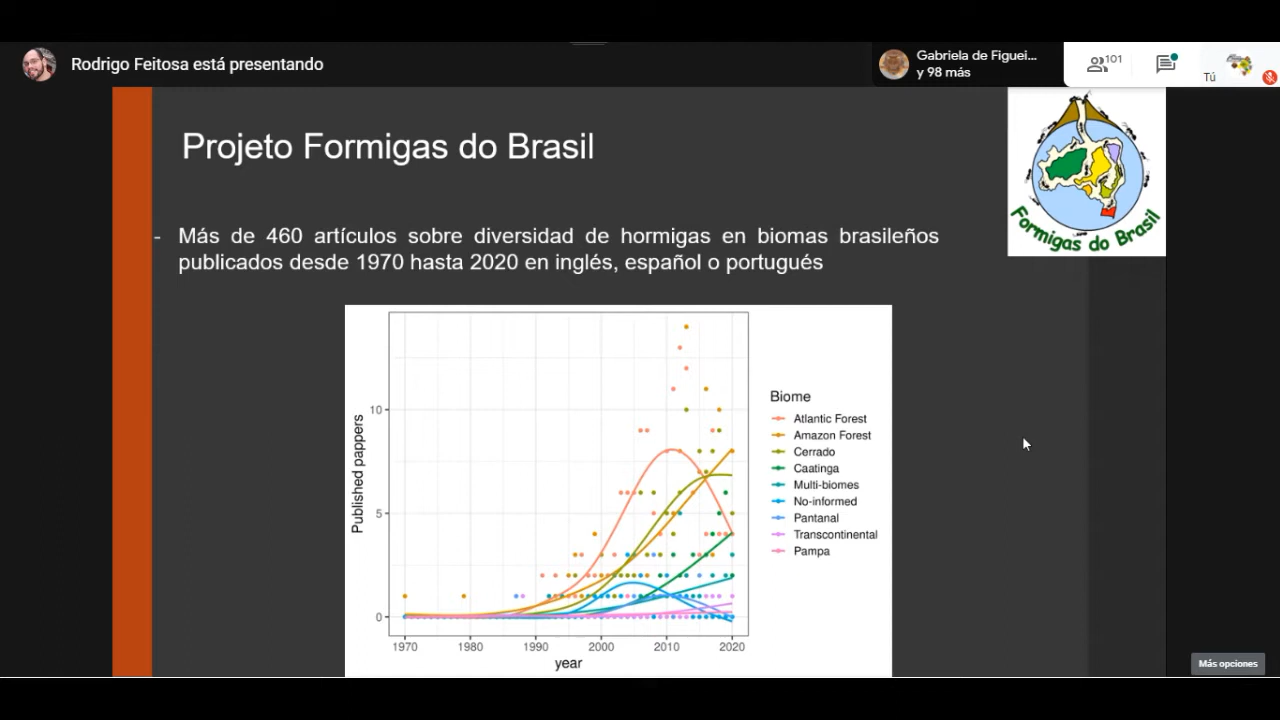 Rodrigo Feitosa está presentando
Gabriela de Figuei...
y 98 más
101
Tú
Projeto Formigas do Brasil
Formigas do Brasil
- Más de 460 artículos sobre diversidad de hormigas en biomas brasileños
publicados desde 1970 hasta 2020 en inglés, español o portugués
Published pappers
10
5
0
1970 1980 1990 2000 2010 2020
year
Biome
Atlantic Forest
Amazon Forest
Cerrado
Caatinga
Multi-biomes
No-informed
Pantanal
Transcontinental
Pampa
Más opciones